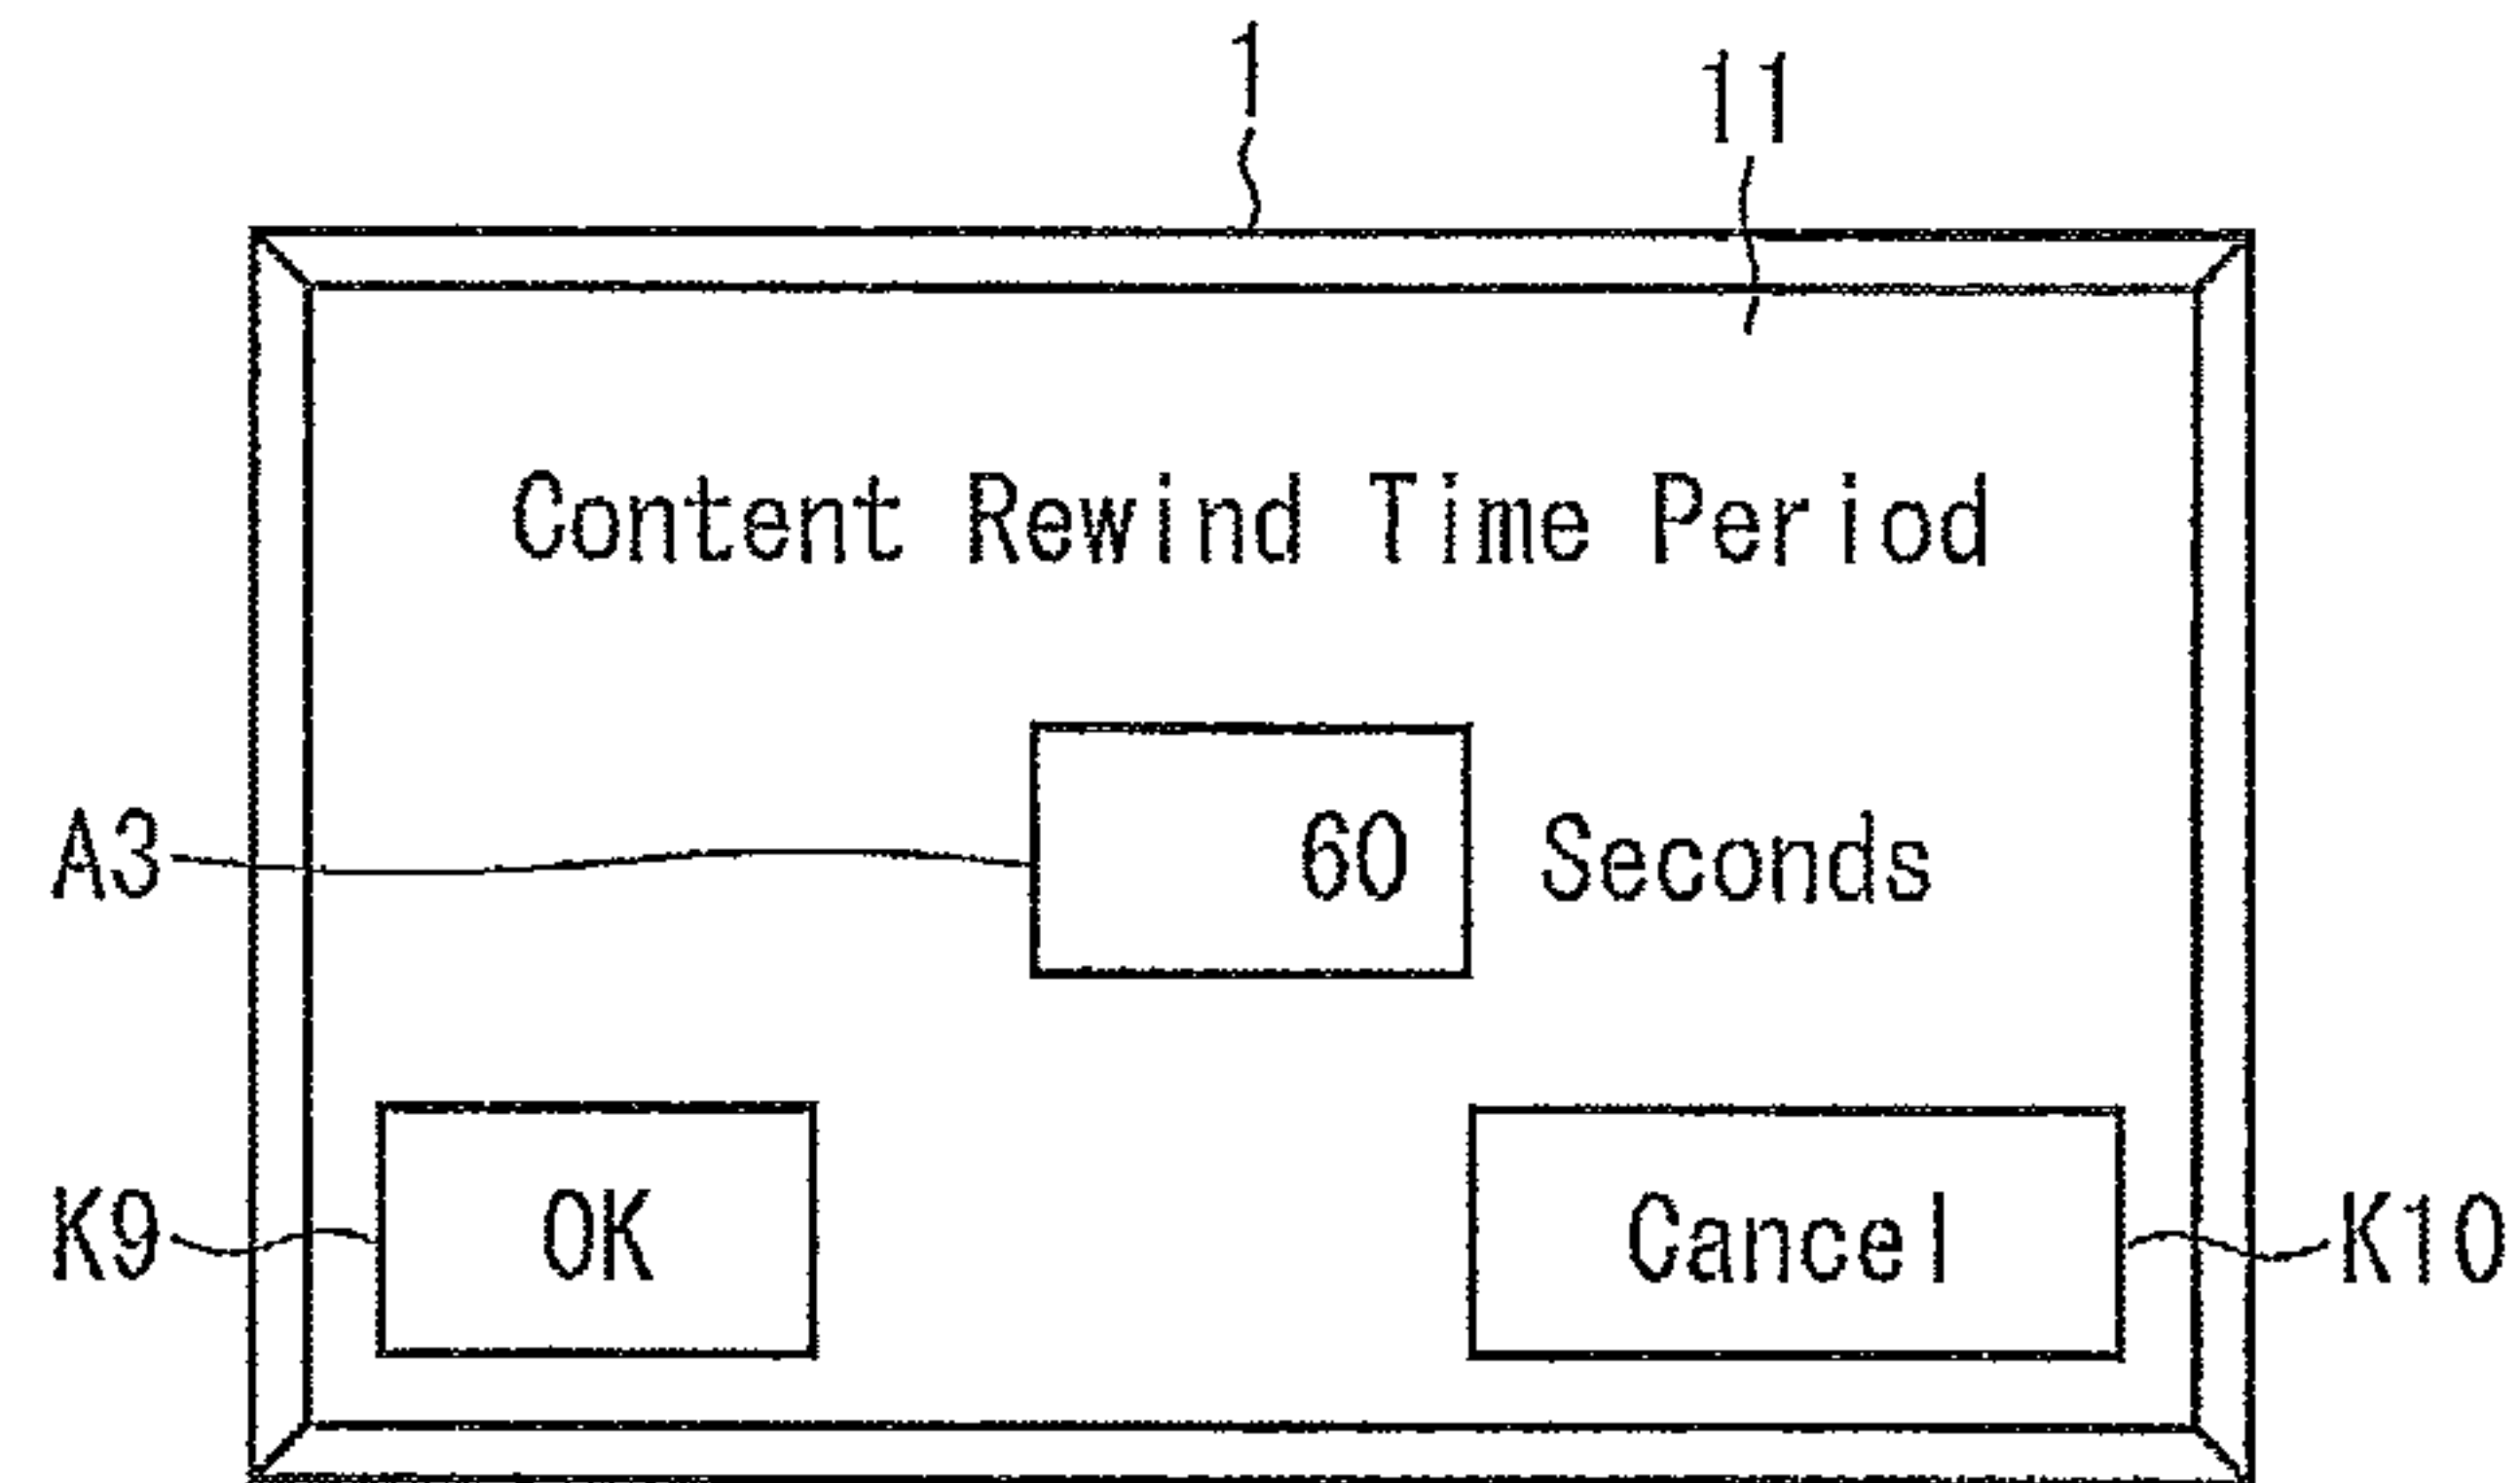 1
11
Content Rewind Time Period
A3
60 Seconds
K9
OK
Cancel
K10